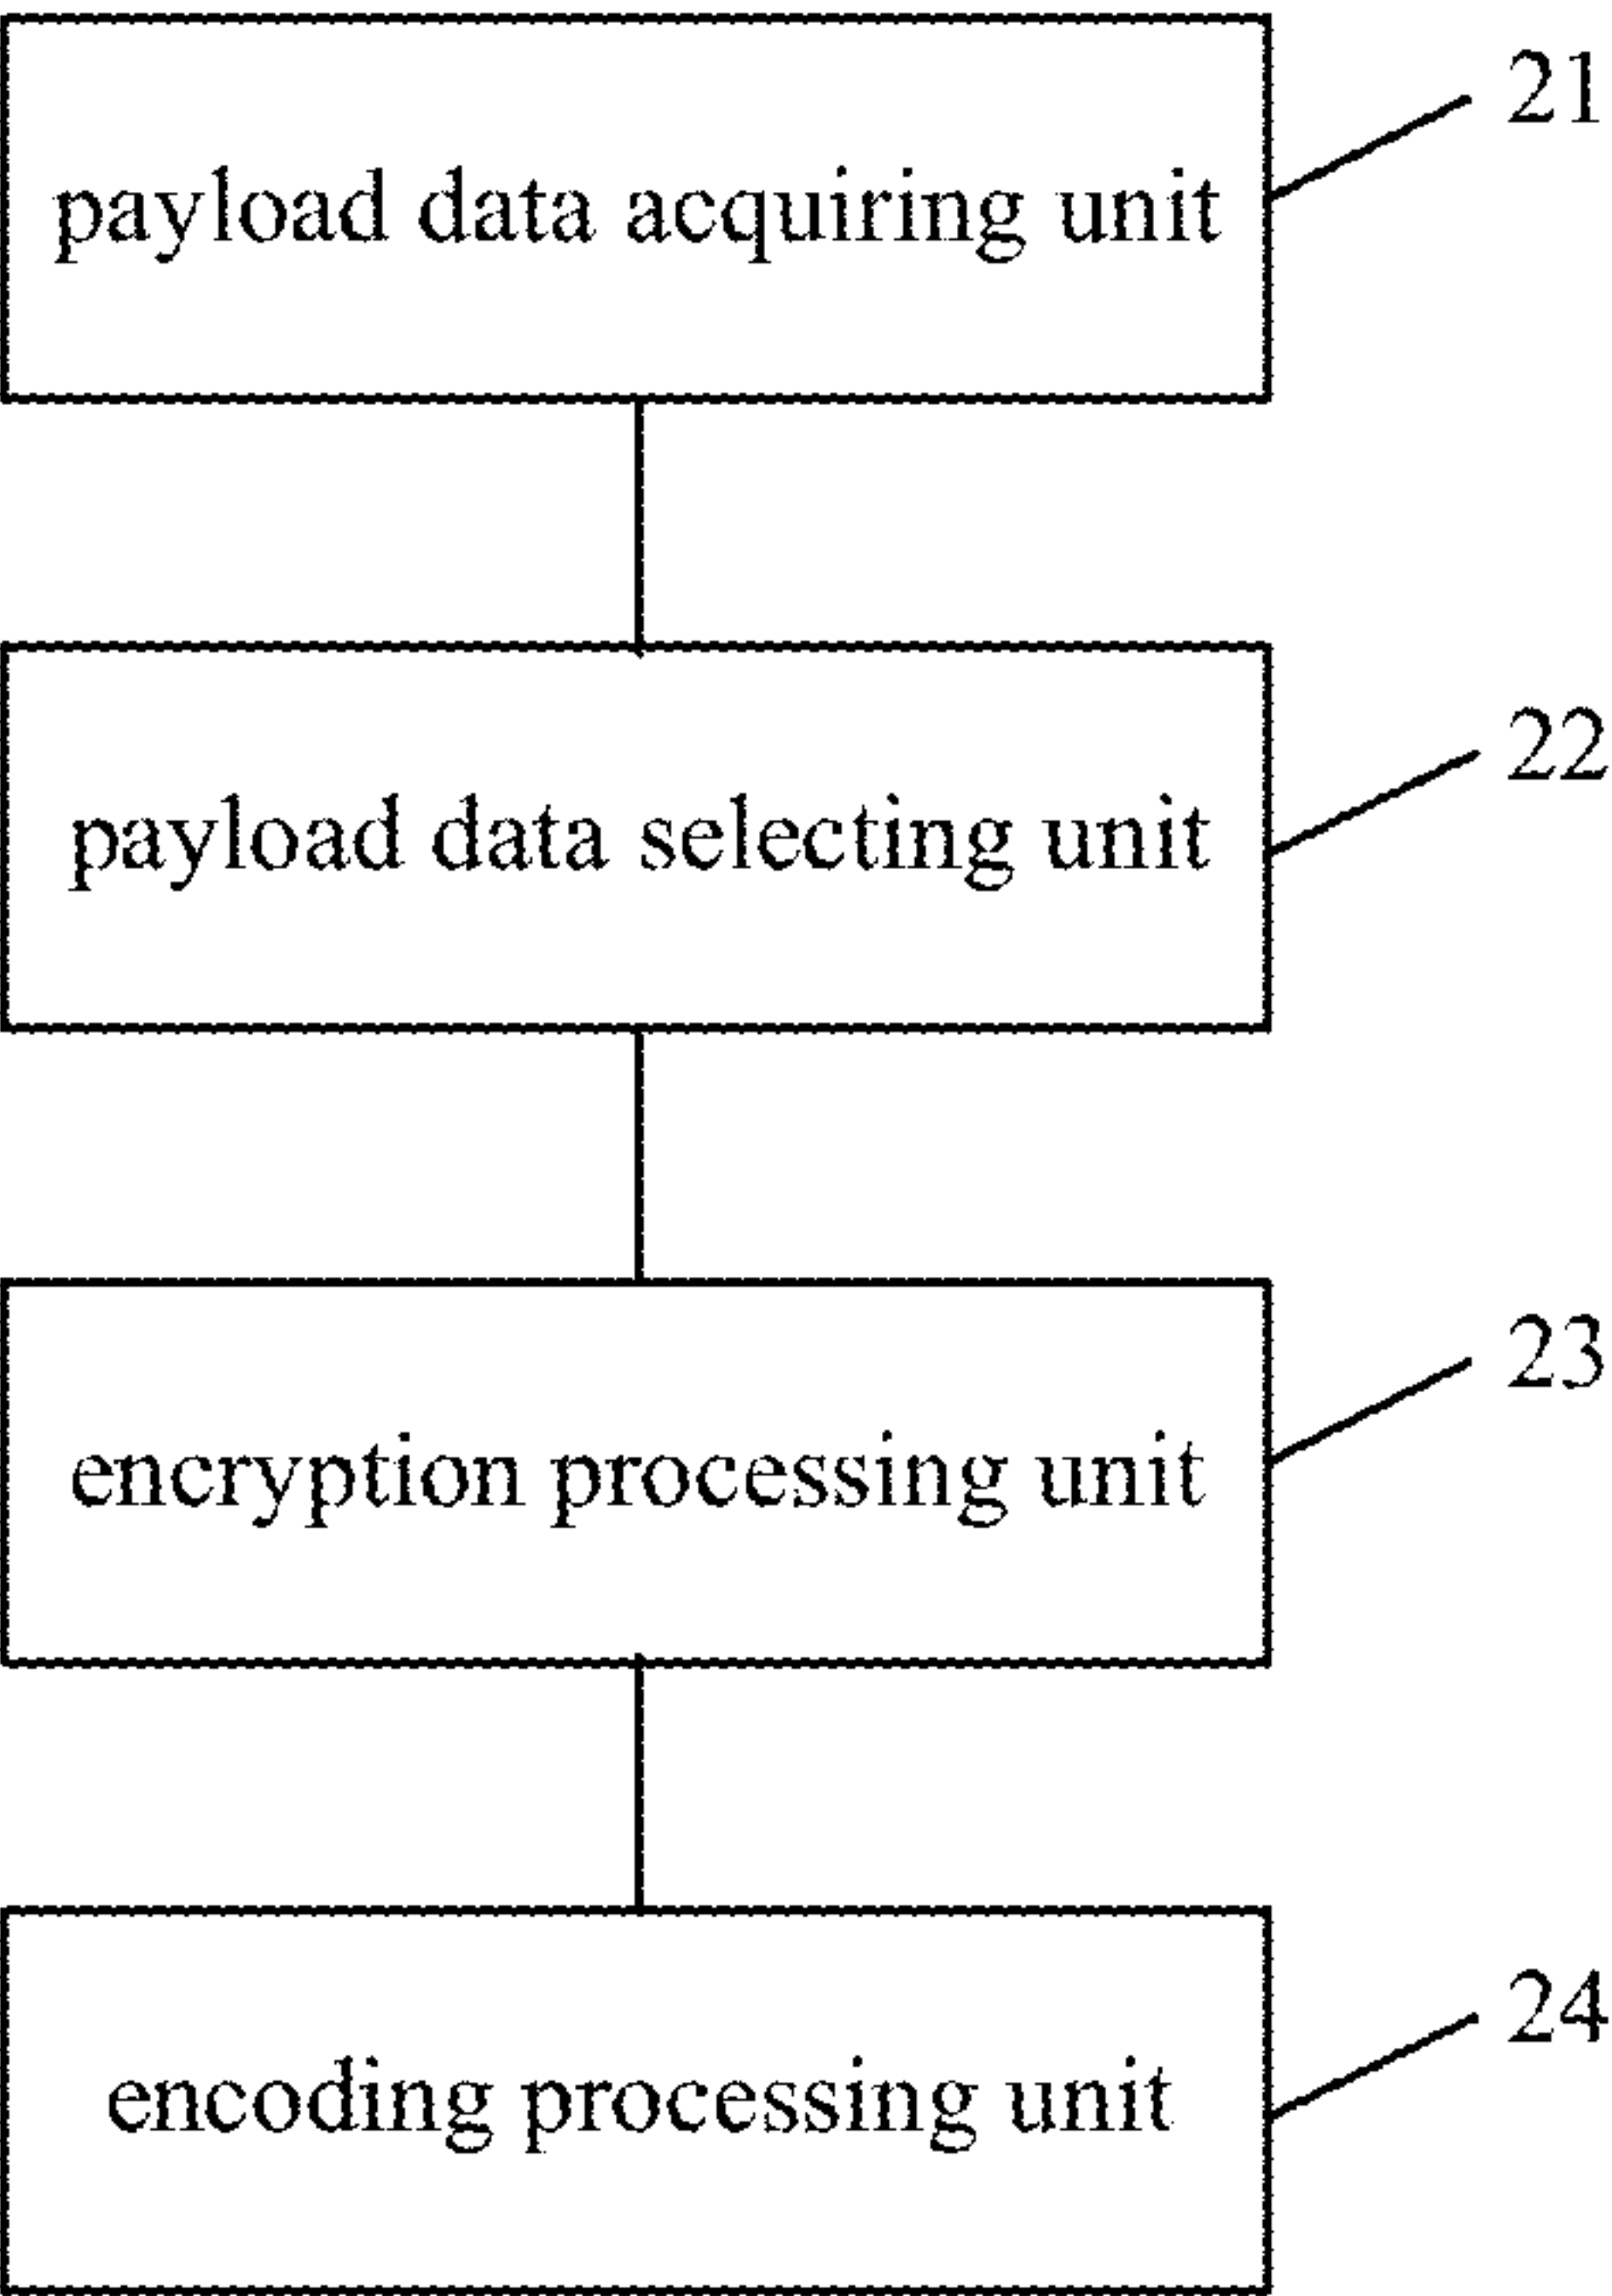 21
payload data acquiring unit
22
payload data selecting unit
23
encryption processing unit
24
encoding processing unit